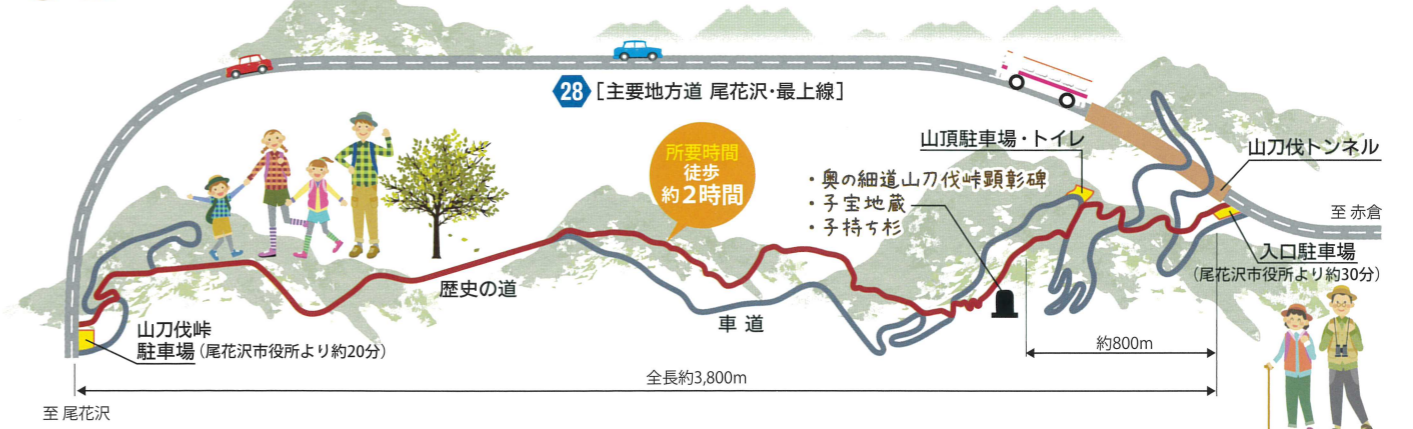 28 [主要地方道 尾花沢・最上線]
所要時間
徒歩
約2時間
山頂駐車場・トイレ
・奥の細道山刀伐峠顕彰碑
・子宝地蔵
・子持ち杉
山刀伐トンネル
至 赤倉
入口駐車場
(尾花沢市役所より約30分)
歴史の道
車道
山刀伐峠
駐車場(尾花沢市役所より約20分)
約800m
全長約3,800m
至 尾花沢